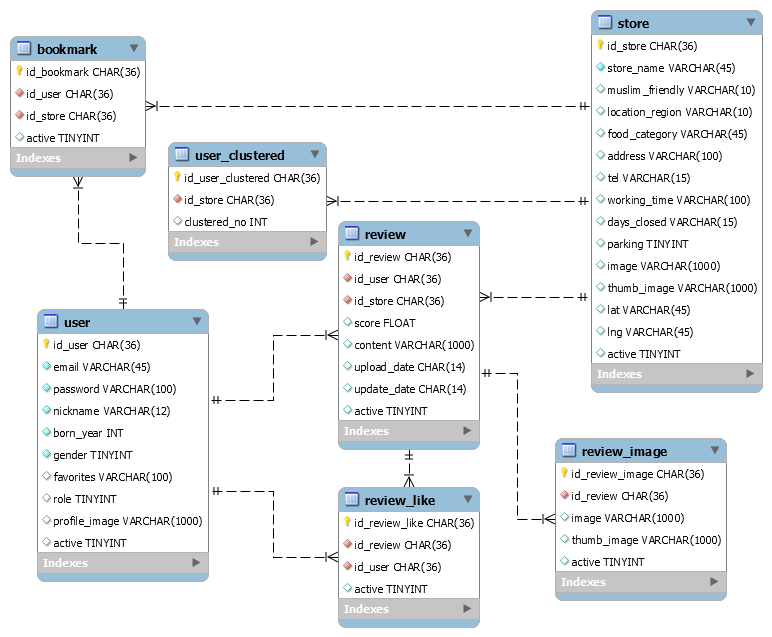 bookmark
id_bookmark CHAR(36)
id_user CHAR(36)
id_store CHAR(36)
active TINYINT
Indexes
store
id_store CHAR(36)
store_name VARCHAR(45)
muslim_friendly VARCHAR(10)
location_region VARCHAR(10)
food_category VARCHAR(45)
address VARCHAR(100)
tel VARCHAR(15)
working_time VARCHAR(100)
days_closed VARCHAR(15)
parking TINYINT
image VARCHAR(1000)
thumb_image VARCHAR(1000)
lat VARCHAR(45)
lng VARCHAR(45)
active TINYINT
Indexes
user_clustered
id_user_clustered CHAR(36)
id_store CHAR(36)
clustered_no INT
Indexes
review
id_review CHAR(36)
id_user CHAR(36)
id_store CHAR(36)
score FLOAT
content VARCHAR(1000)
upload_date CHAR(14)
update_date CHAR(14)
active TINYINT
Indexes
user
id_user CHAR(36)
email VARCHAR(45)
password VARCHAR(100)
nickname VARCHAR(12)
born_year INT
gender TINYINT
favorites VARCHAR(100)
role TINYINT
profile_image VARCHAR(1000)
active TINYINT
Indexes
review_like
id_review_like CHAR(36)
id_review CHAR(36)
id_user CHAR(36)
active TINYINT
Indexes
review_image
id_review_image CHAR(36)
id_review CHAR(36)
image VARCHAR(1000)
thumb_image VARCHAR(1000)
active TINYINT
Indexes